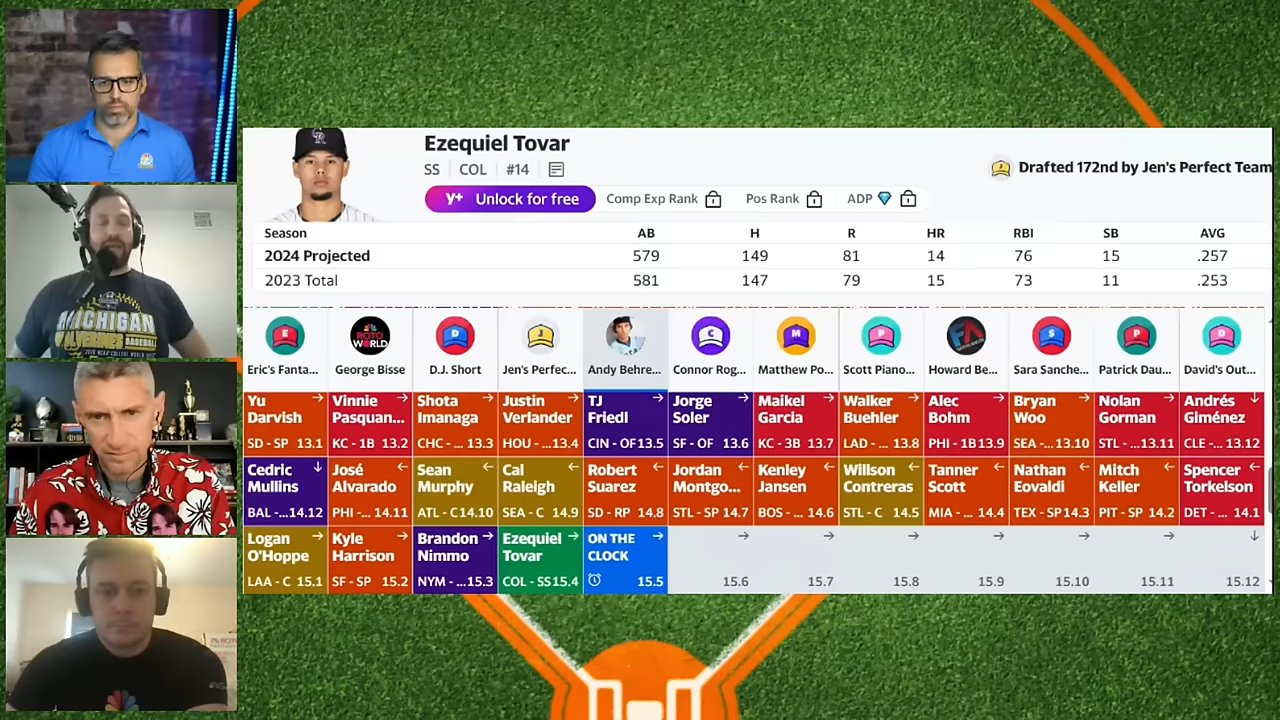 Ezequiel Tovar
SS COL #14
Drafted 172nd by Jen's Perfect Team
y+ Unlock for free Comp Exp Rank Pos Rank ADP
Season AB H R HR RBI SB AVG
2024 Projected 579 149 81 14 76 15 .257
2023 Total 581 147 79 15 73 11 .253
E ROTO WORLD D J C M P FA S P D
Eric's Fanta... George Bisse D.J. Short Jen's Perfec... Andy Behre... Connor Rog... Matthew Po... Scott Piano... Howard Be... Sara Sanche... Patrick Dau... David's Out...
Yu Vinnie Shota Justin TJ Jorge Maikel Walker Alec Bryan Nolan Andrés
Darvish Pasquan... Imanaga Verlander Friedl Soler Garcia Buehler Bohm Woo Gorman Giménez
SD - SP 13.1 KC - 1B 13.2 CHC - ... 13.3 HOU - ...13.4 CIN - OF13.5 SF - OF 13.6 KC - 3B 13.7 LAD - ... 13.8 PHI - 1B13.9 SEA -...13.10 STL - ...13.11 CLE -... 13.12
Cedric José Sean Cal Robert Jordan Kenley Willson Tanner Nathan Mitch Spencer
Mullins Alvarado Murphy Raleigh Suarez Montgo... Jansen Contreras Scott Eovaldi Keller Torkelson
BAL -...14.12 PHI -... 14.11 ATL - C14.10 SEA - C 14.9 SD - RP 14.8 STL - SP 14.7 BOS - ... 14.6 STL - C 14.5 MIA - ... 14.4 TEX - SP14.3 PIT - SP 14.2 DET - ... 14.1
Logan Kyle Brandon Ezequiel ON THE
O'Hoppe Harrison Nimmo Tovar CLOCK
LAA - C 15.1 SF - SP 15.2 NYM - ...15.3 COL - SS15.4 15.5 15.6 15.7 15.8 15.9 15.10 15.11 15.12
MICHIGAN
WOLVERINES BASEBALL